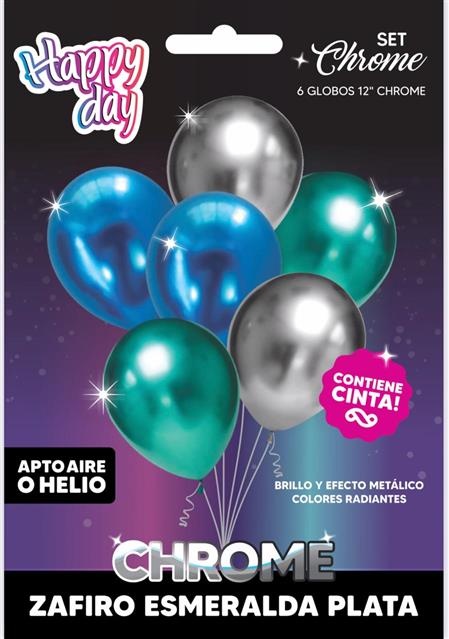 Happy
day
SET
Chrome
6 GLOBOS 12" CHROME
CONTIENE
CINTA!
APTO AIRE
O HELIO
BRILLO Y EFECTO METÁLICO
COLORES RADIANTES
CHROME
ZAFIRO ESMERALDA PLATA